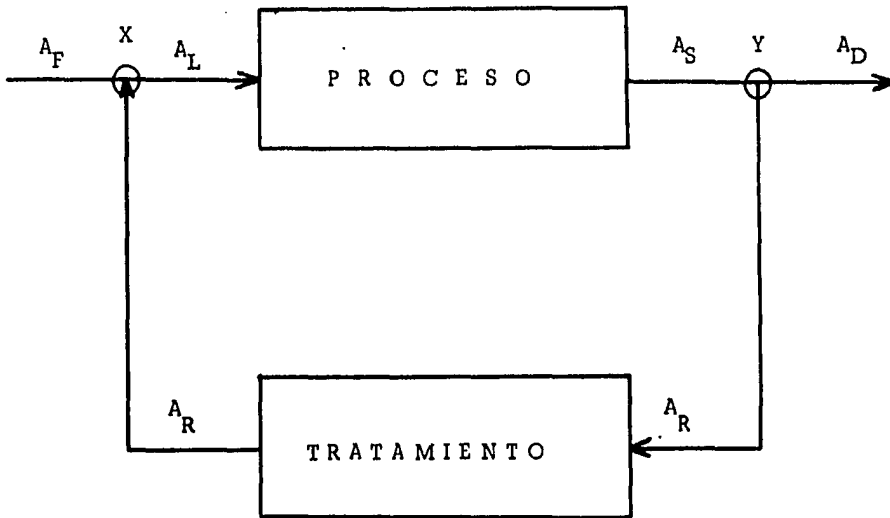 A_F X A_L PROCESO A_S Y A_D
A_R TRATAMIENTO A_R